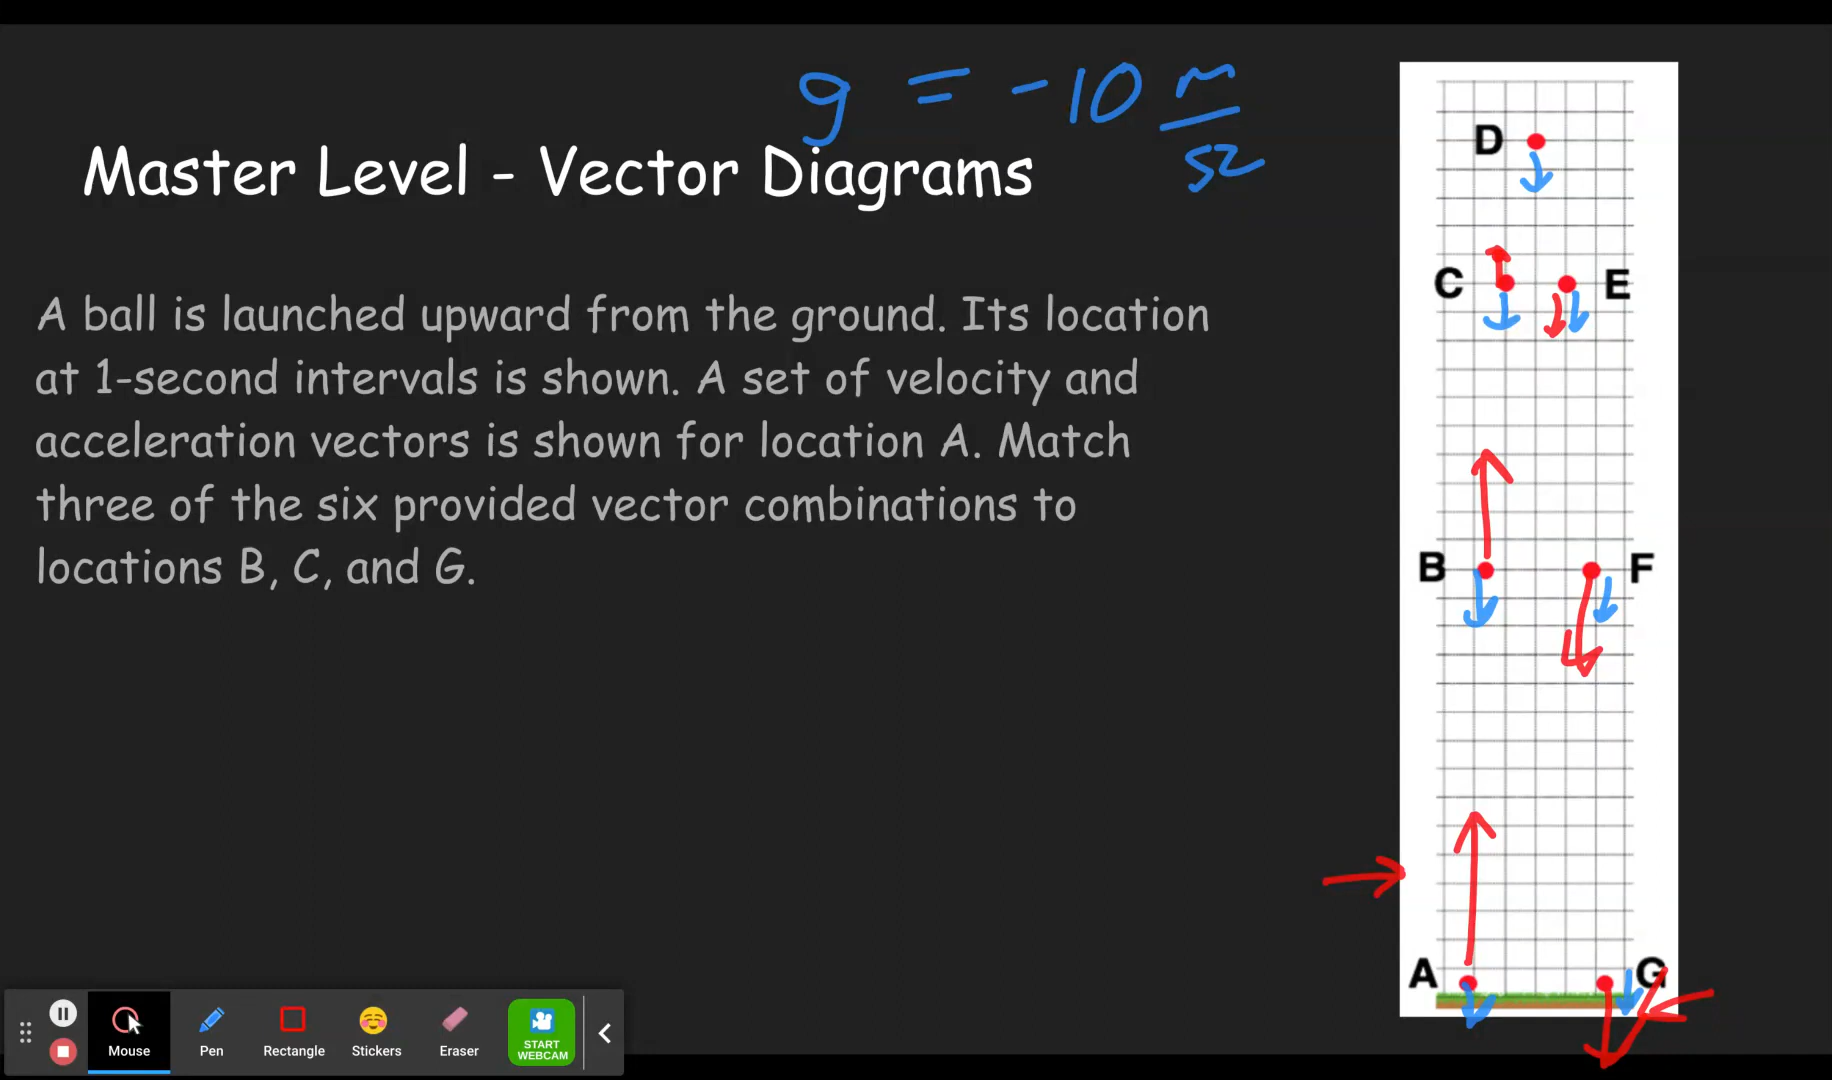 g = -10 m
s2
Master Level - Vector Diagrams
A ball is launched upward from the ground. Its location
at 1-second intervals is shown. A set of velocity and
acceleration vectors is shown for location A. Match
three of the six provided vector combinations to
locations B, C, and G.
D
C E
B F
A G
Mouse Pen Rectangle Stickers Eraser
START
WEBCAM